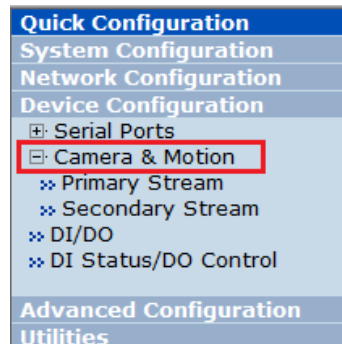 Quick Configuration
System Configuration
Network Configuration
Device Configuration
Serial Ports
Camera & Motion
Primary Stream
Secondary Stream
DI/DO
DI Status/DO Control
Advanced Configuration
Utilities